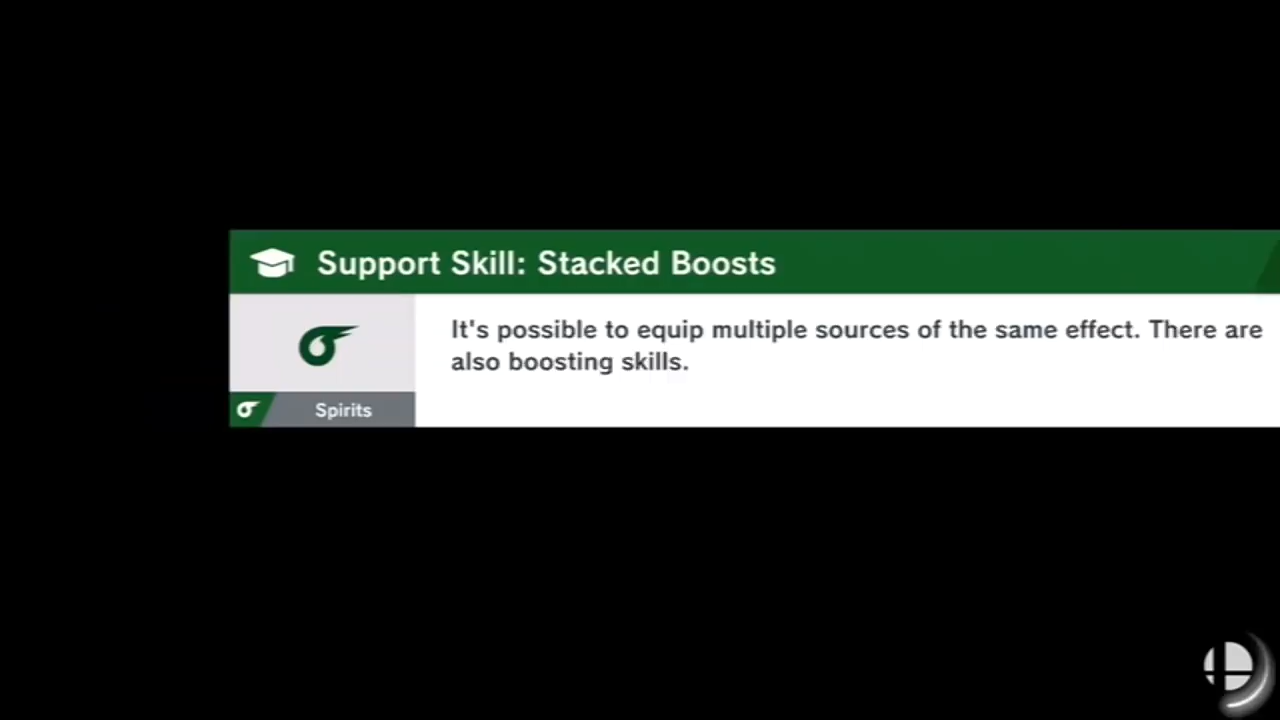 Support Skill: Stacked Boosts
It's possible to equip multiple sources of the same effect. There are
also boosting skills.
Spirits